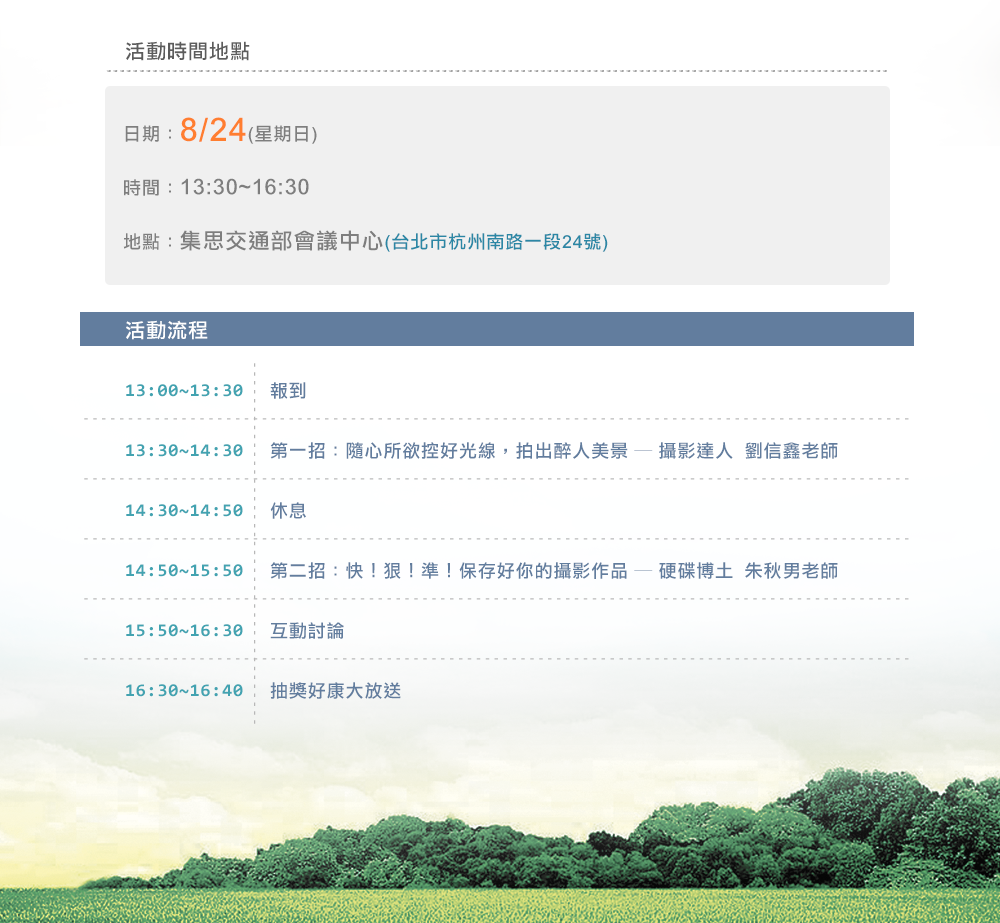 活動時間地點
日期：8/24(星期日)
時間：13:30~16:30
地點：集思交通部會議中心(台北市杭州南路一段24號)
活動流程
13:00~13:30 報到
13:30~14:30 第一招：隨心所欲控好光線，拍出醉人美景 — 攝影達人 劉信鑫老師
14:30~14:50 休息
14:50~15:50 第二招：快！狠！準！保存好你的攝影作品 — 硬碟博士 朱秋男老師
15:50~16:30 互動討論
16:30~16:40 抽獎好康大放送